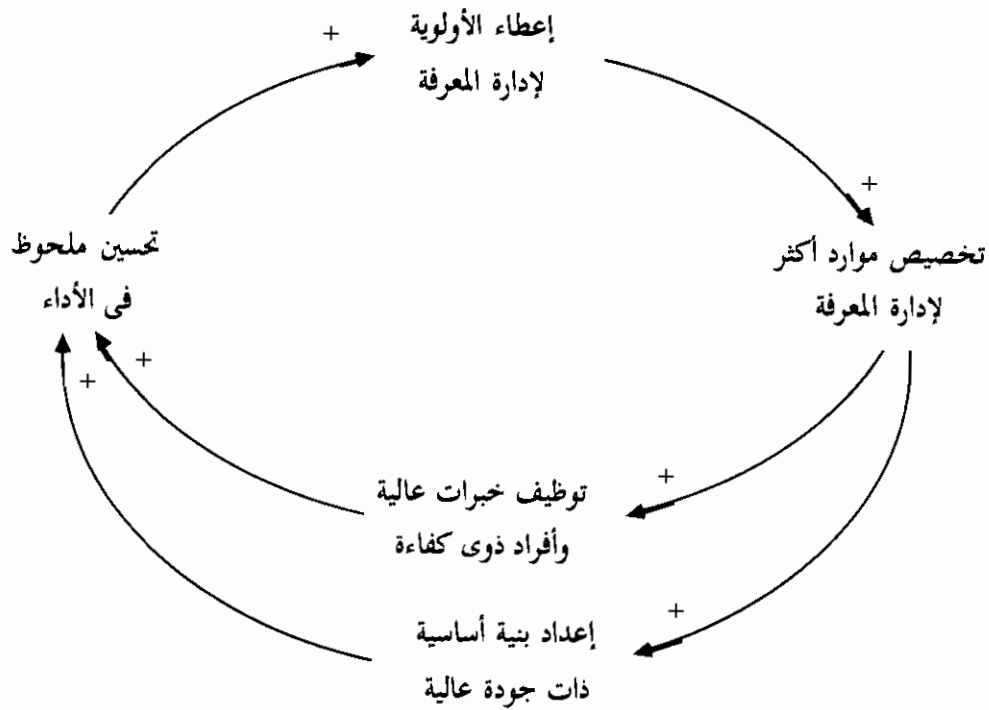 إعطاء الأولوية
لإدارة المعرفة
+
+
تخصيص موارد أكثر
لإدارة المعرفة
تحسين ملحوظ
فى الأداء
+
+
توظيف خبرات عالية
وأفراد ذوى كفاءة
+
إعداد بنية أساسية
ذات جودة عالية
+